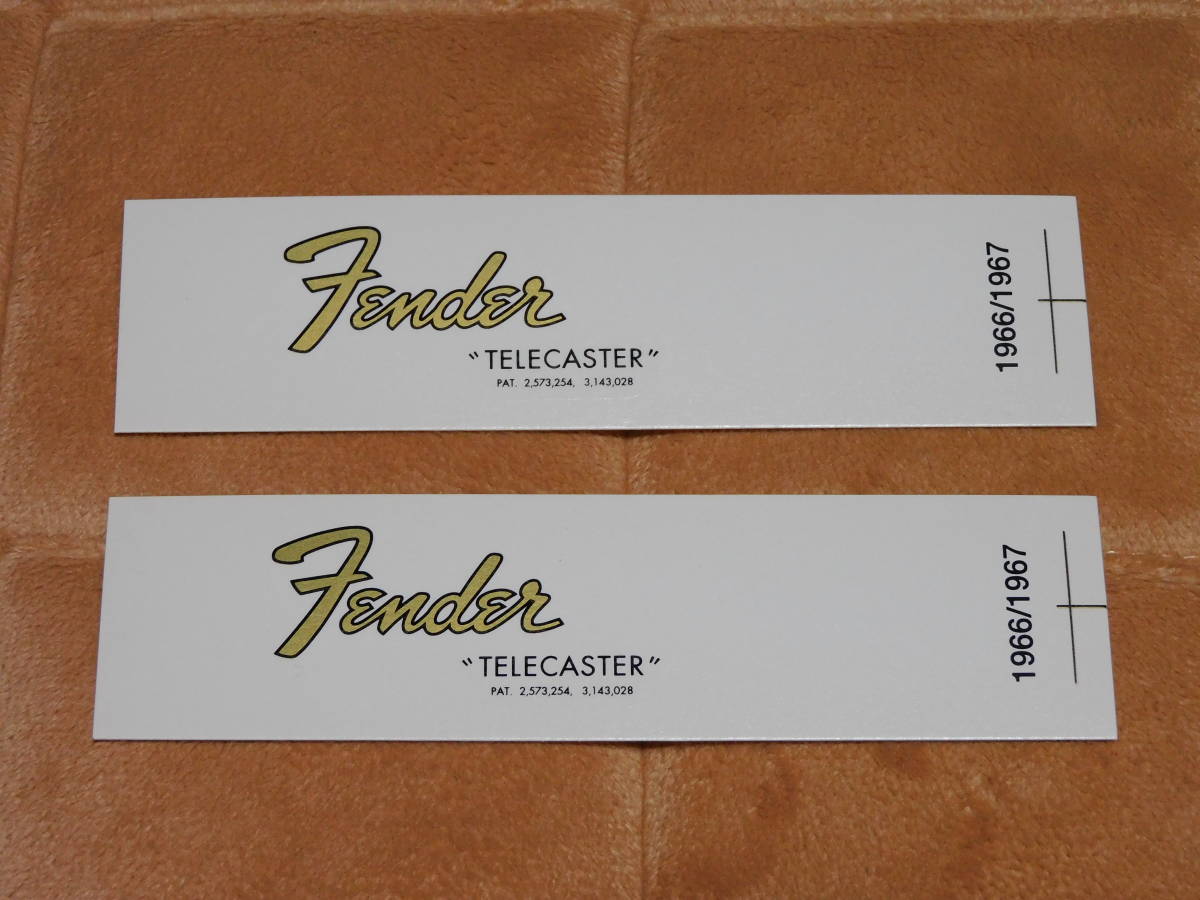 Fender
"TELECASTER"
PAT. 2,573,254, 3,143,028
1966/1967
Fender
"TELECASTER"
PAT. 2,573,254, 3,143,028
1966/1967